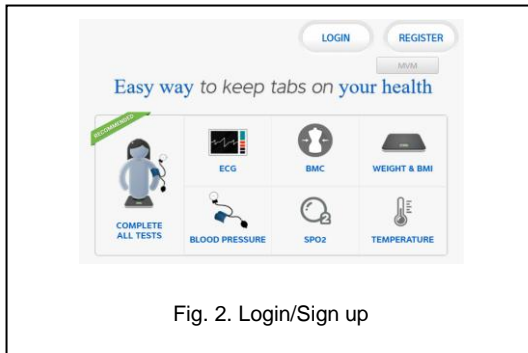 LOGIN REGISTER
MVM
Easy way to keep tabs on your health
RECOMMENDED
ECG BMC WEIGHT & BMI
COMPLETE
ALL TESTS
BLOOD PRESSURE SPO2 TEMPERATURE
Fig. 2. Login/Sign up